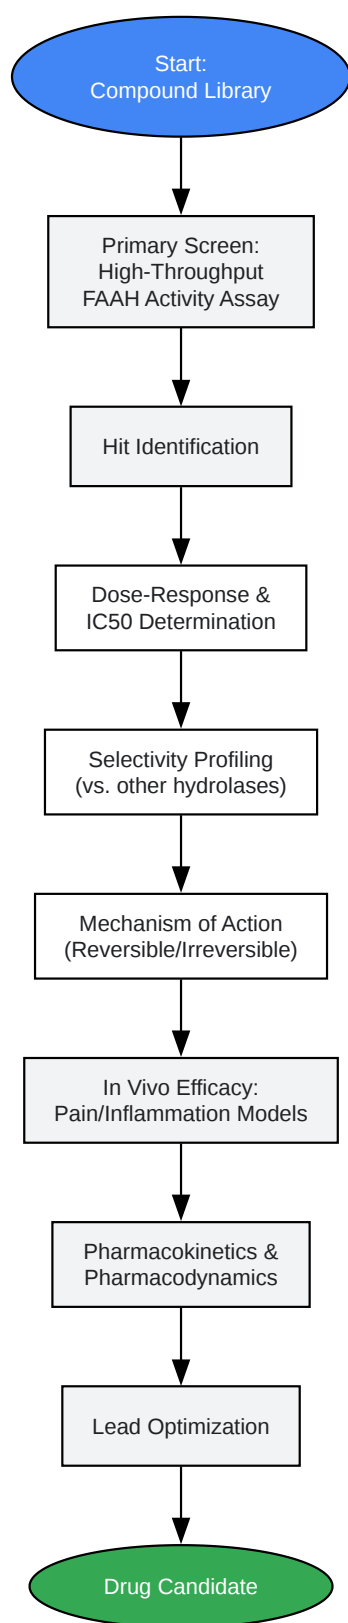 Start:
Compound Library
Primary Screen:
High-Throughput
FAAH Activity Assay
Hit Identification
Dose-Response &
IC50 Determination
Selectivity Profiling
(vs. other hydrolases)
Mechanism of Action
(Reversible/Irreversible)
In Vivo Efficacy:
Pain/Inflammation Models
Pharmacokinetics &
Pharmacodynamics
Lead Optimization
Drug Candidate